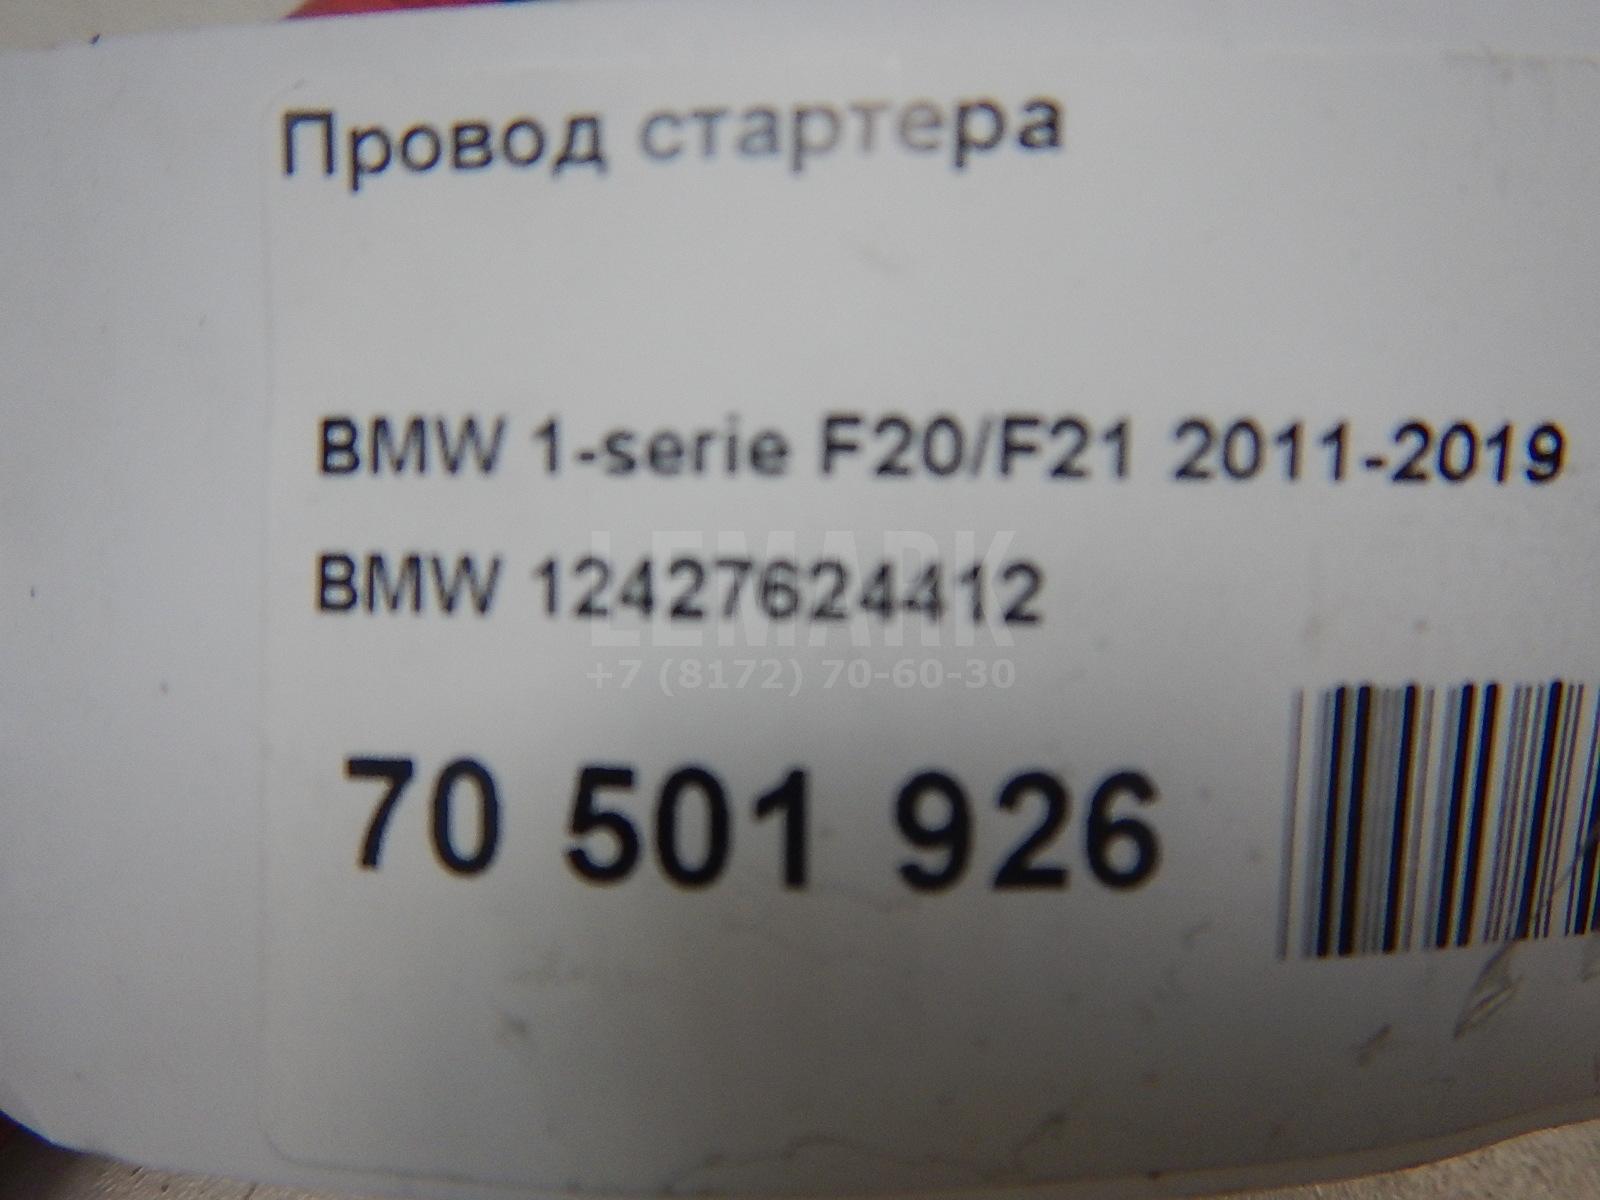 Провод стартера
BMW 1-serie F20/F21 2011-2019
BMW 12427624412
LEMARK
+7 (8172) 70-60-30
70 501 926